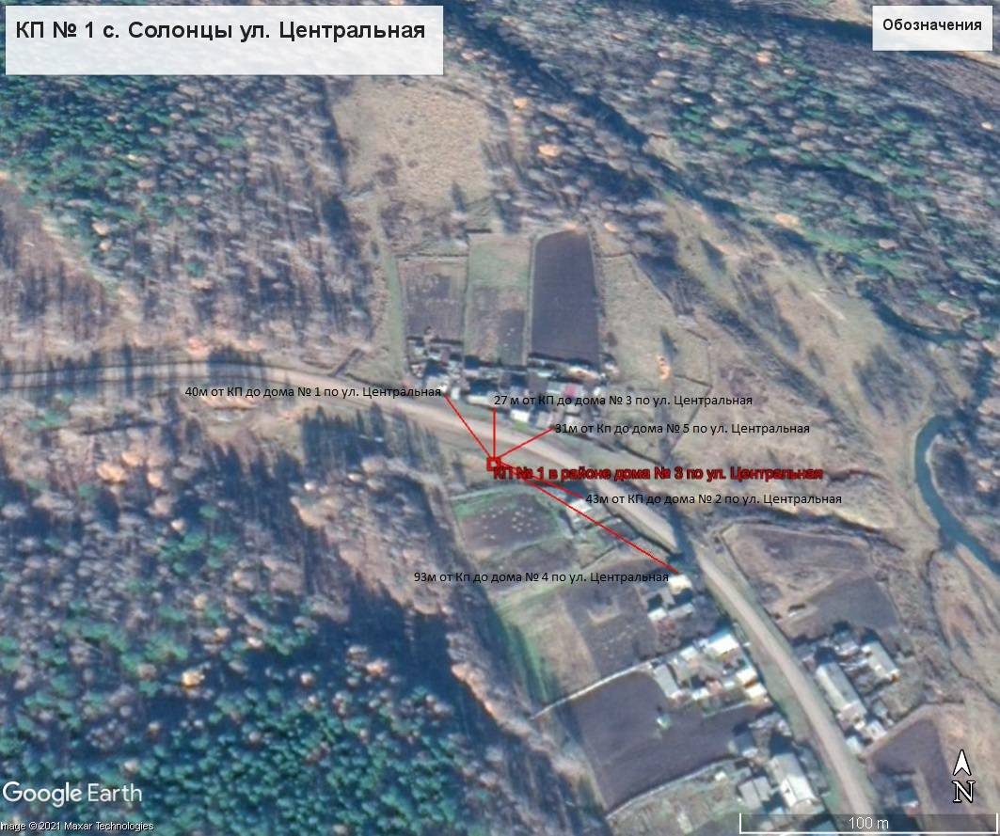 КП № 1 с. Солонцы ул. Центральная
Обозначения
40м от КП до дома № 1 по ул. Центральная
27 м от КП до дома № 3 по ул. Центральная
31м от Кп до дома № 5 по ул. Центральная
КП № 1 в районе дома № 3 по ул. Центральная
43м от КП до дома № 2 по ул. Центральная
93м от Кп до дома № 4 по ул. Центральная
Google Earth
mage © 2021 Maxar Technologies
N
100 m